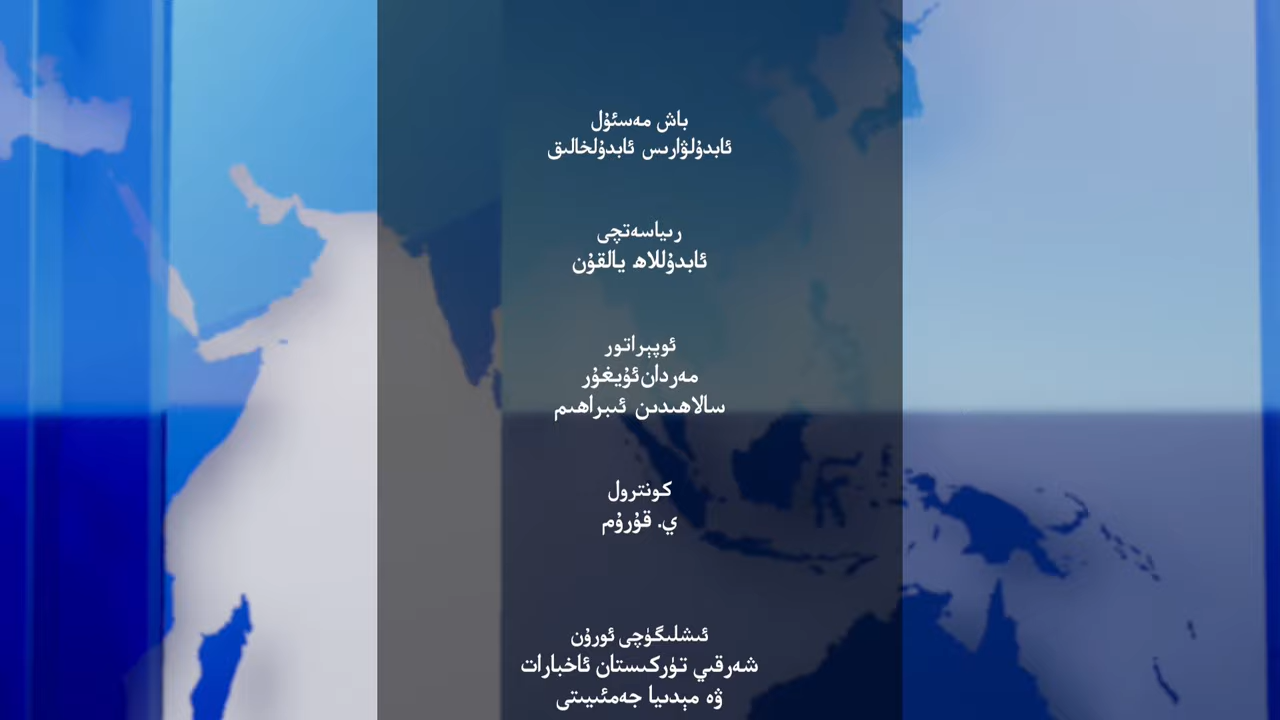 باش مەسئۇل
ئابدۇلۋارىس ئابدۇلخالىق
رىياسەتچى
ئابدۇللاھ يالقۇن
ئوپېراتور
مەردان ئۇيغۇر
سالاھىدىن ئىبراھىم
كونترول
ي. قۇرۇم
ئىشلىگۈچى ئورۇن
شەرقىي تۈركىستان ئاخبارات
ۋە مېدىيا جەمئىيىتى